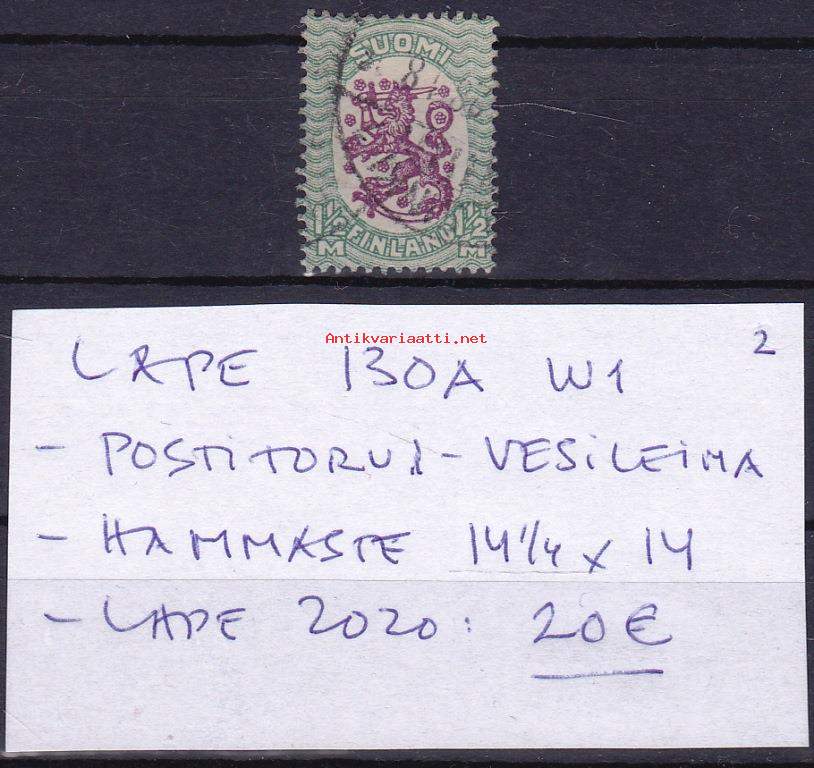 SUOMI
1½ 1½
M FINLAND M
Antikvariaatti.net
2
LAPE 130A W1
- POSTITORVI - VESILEIMA
- HAMMASTE 14¼ x 14
- LAPE 2020: 20€